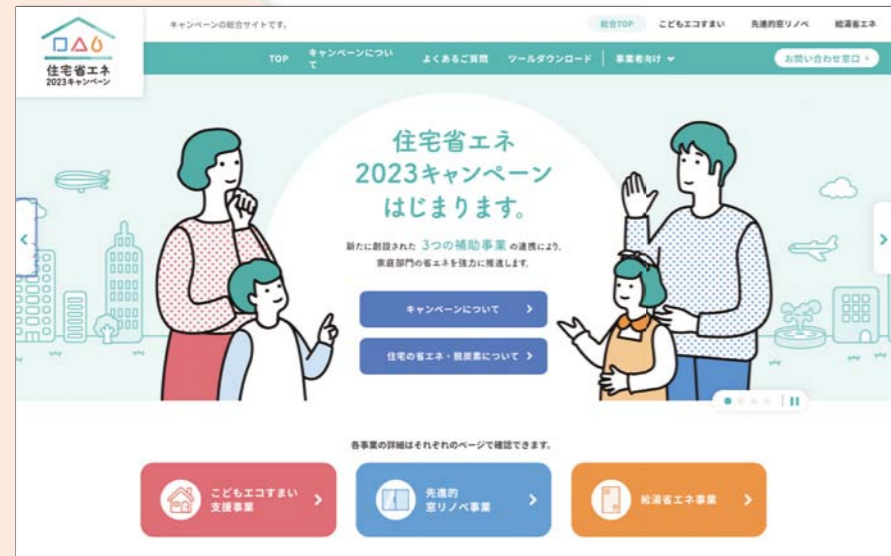 住宅省エネ
2023キャンペーン
キャンペーンの総合サイトです。
総合TOP こどもエコすまい 先進的窓リノベ 給湯省エネ
TOP キャンペーンについ
て よくあるご質問 ツールダウンロード 事業者向け お問い合わせ窓口
住宅省エネ
2023キャンペーン
はじまります。
新たに創設された 3つの補助事業 の連携により、
家庭部門の省エネを強力に推進します。
キャンペーンについて
住宅の省エネ・脱炭素について
各事業の詳細はそれぞれのページで確認できます。
こどもエコすまい
支援事業
先進的
窓リノベ事業
給湯省エネ事業